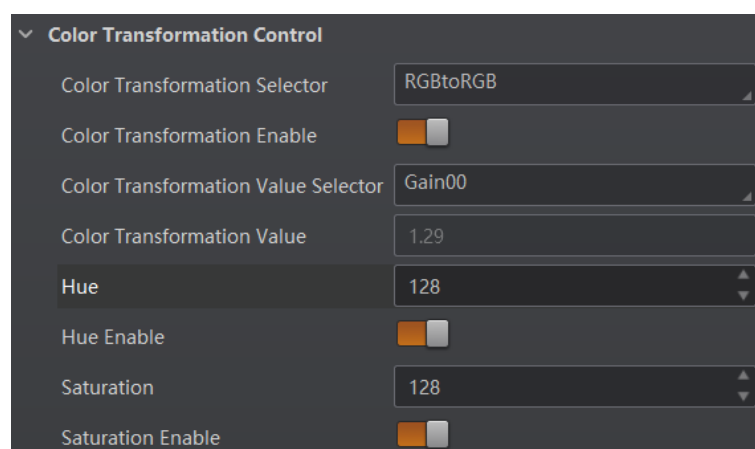 Color Transformation Control
Color Transformation Selector RGBtoRGB
Color Transformation Enable
Color Transformation Value Selector Gain00
Color Transformation Value 1.29
Hue 128
Hue Enable
Saturation 128
Saturation Enable